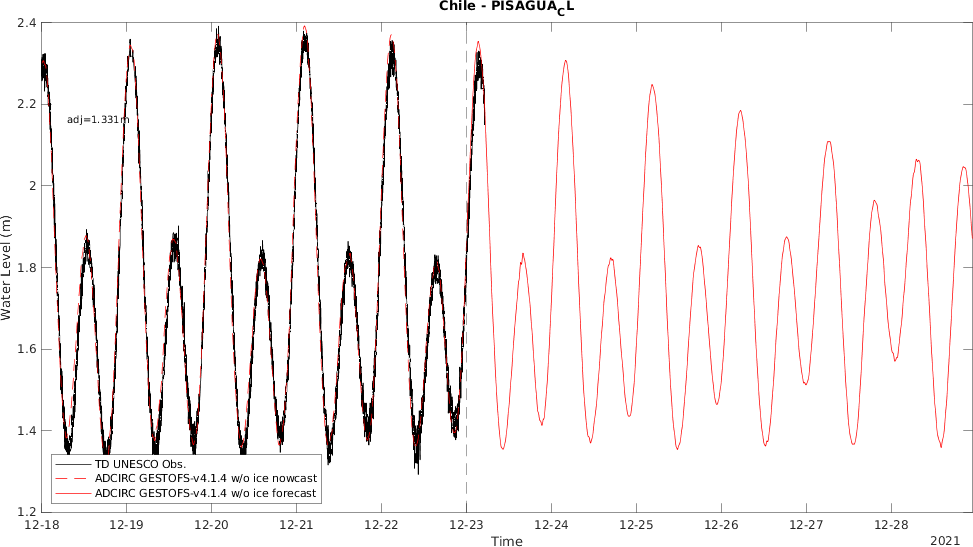 Chile - PISAGUA_CL
2.4
2.2
2
1.8
1.6
1.4
1.2
Water Level (m)
adj=1.331m
TD UNESCO Obs.
ADCIRC GESTOFS-v4.1.4 w/o ice nowcast
ADCIRC GESTOFS-v4.1.4 w/o ice forecast
12-18 12-19 12-20 12-21 12-22 12-23 12-24 12-25 12-26 12-27 12-28
Time
2021